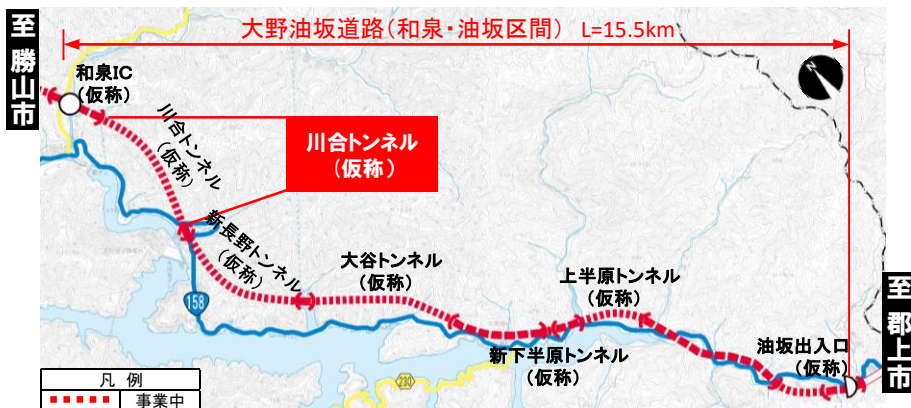 大野油坂道路(和泉・油坂区間) L=15.5km
至 勝山市
和泉IC
(仮称)
N
川合トンネル
(仮称)
川合トンネル
(仮称)
新長野トンネル
(仮称)
大谷トンネル
(仮称)
上半原トンネル
(仮称)
158
新下半原トンネル
(仮称)
油坂出入口
(仮称)
至 郡上市
230
凡 例
事業中